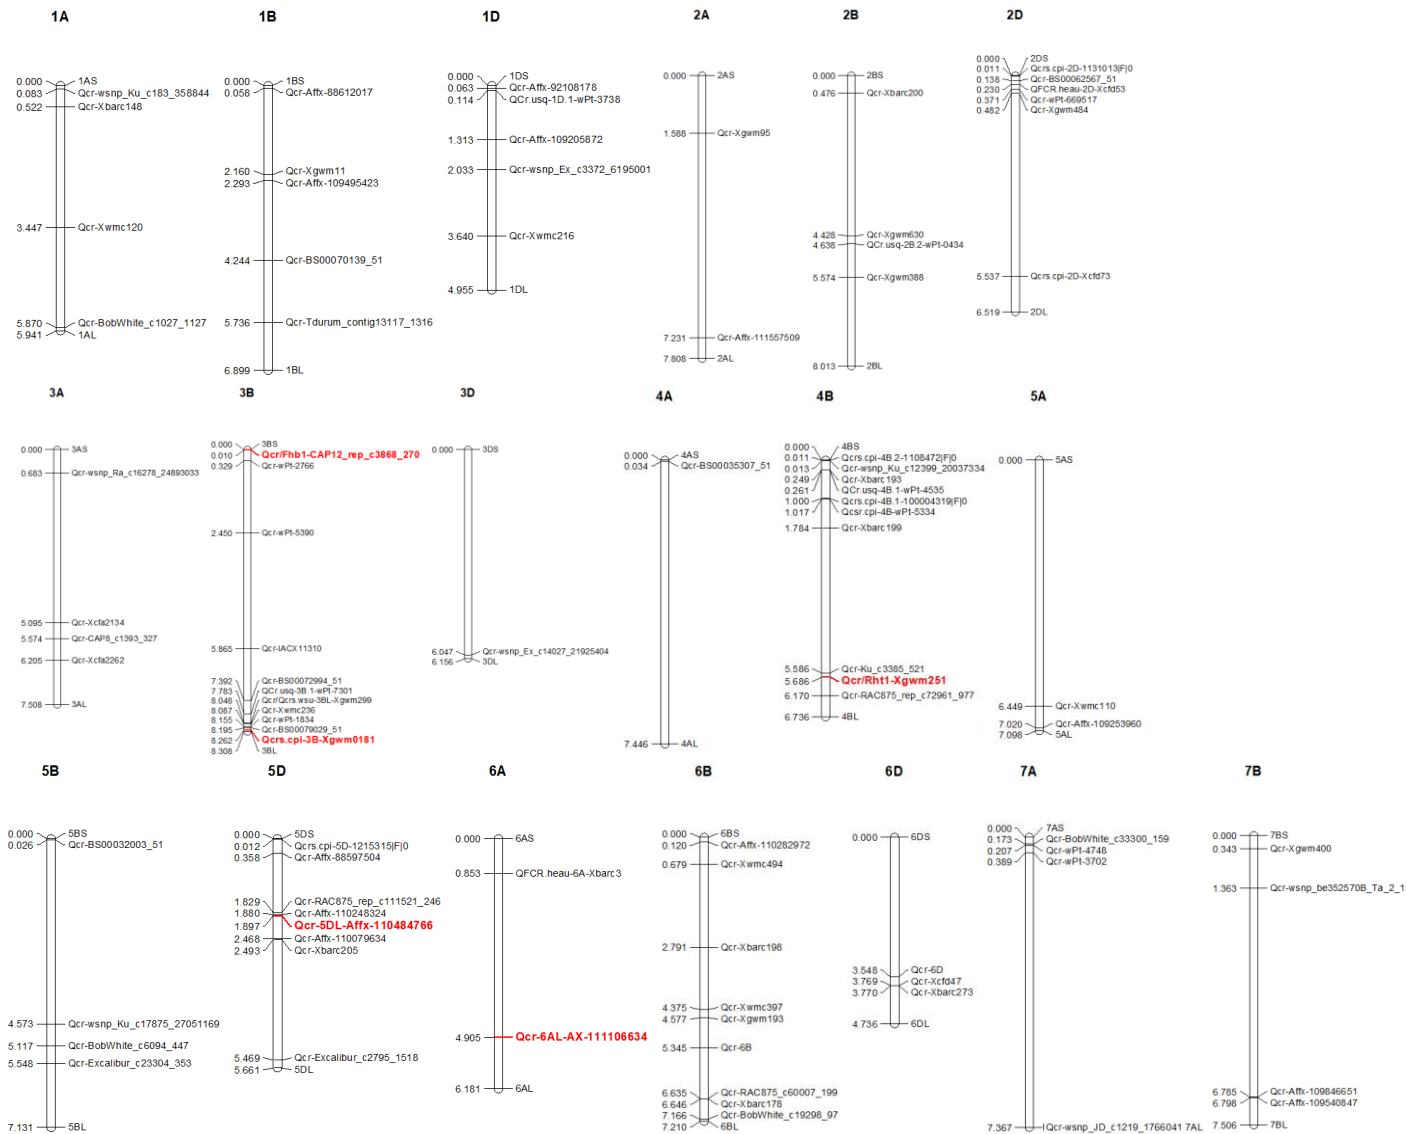 1A
0.000 1AS
0.083 Qcr-wsnp_Ku_c183_358844
0.522 Qcr-Xbarc148
3.447 Qcr-Xwmc120
5.870 Qcr-BobWhite_c1027_1127
5.941 1AL
1B
0.000 1BS
0.058 Qcr-Affx-88612017
2.160 Qcr-Xgwm11
2.293 Qcr-Affx-109495423
4.244 Qcr-BS00070139_51
5.736 Qcr-Tdurum_contig13117_1316
6.899 1BL
1D
0.000 1DS
0.063 Qcr-Affx-92108178
0.114 QCr.usq-1D.1-wPt-3738
1.313 Qcr-Affx-109205872
2.033 Qcr-wsnp_Ex_c3372_6195001
3.640 Qcr-Xwmc216
4.955 1DL
2A
0.000 2AS
1.588 Qcr-Xgwm95
7.231 Qcr-Affx-111557509
7.808 2AL
2B
0.000 2BS
0.476 Qcr-Xbarc200
4.428 Qcr-Xgwm630
4.638 QCr.usq-2B.2-wPt-0434
5.574 Qcr-Xgwm388
8.013 2BL
2D
0.000 2DS
0.011 Qcrs.cpi-2D-1131013|F|0
0.138 Qcr-BS00062567_51
0.230 QFCR.heau-2D-Xcfd53
0.371 Qcr-wPt-669517
0.482 Qcr-Xgwm484
5.537 Qcrs.cpi-2D-Xcfd73
6.519 2DL
3A
0.000 3AS
0.683 Qcr-wsnp_Ra_c16278_24893033
5.095 Qcr-Xcfa2134
5.574 Qcr-CAP8_c1393_327
6.205 Qcr-Xcfa2262
7.508 3AL
3B
0.000 3BS
0.010 Qcr/Fhb1-CAP12_rep_c3868_270
0.329 Qcr-wPt-2766
2.450 Qcr-wPt-5390
5.865 Qcr-IACX11310
7.392 Qcr-BS00072994_51
7.783 QCr.usq-3B.1-wPt-7301
8.048 Qcr/Qcrs.wsu-3BL-Xgwm299
8.087 Qcr-Xwmc236
8.155 Qcr-wPt-1834
8.195 Qcr-BS00079029_51
8.262 Qcrs.cpi-3B-Xgwm0181
8.308 3BL
3D
0.000 3DS
6.047 Qcr-wsnp_Ex_c14027_21925404
6.156 3DL
4A
0.000 4AS
0.034 Qcr-BS00035307_51
7.446 4AL
4B
0.000 4BS
0.011 Qcrs.cpi-4B.2-1108472|F|0
0.013 Qcr-wsnp_Ku_c12399_20037334
0.249 Qcr-Xbarc193
0.261 QCr.usq-4B.1-wPt-4535
1.000 Qcrs.cpi-4B.1-100004319|F|0
1.017 Qcsr.cpi-4B-wPt-5334
1.784 Qcr-Xbarc199
5.586 Qcr-Ku_c3385_521
5.686 Qcr/Rht1-Xgwm251
6.170 Qcr-RAC875_rep_c72961_977
6.736 4BL
5A
0.000 5AS
6.449 Qcr-Xwmc110
7.020 Qcr-Affx-109253960
7.098 5AL
5B
0.000 5BS
0.026 Qcr-BS00032003_51
4.573 Qcr-wsnp_Ku_c17875_27051169
5.117 Qcr-BobWhite_c6094_447
5.548 Qcr-Excalibur_c23304_353
7.131 5BL
5D
0.000 5DS
0.012 Qcrs.cpi-5D-1215315|F|0
0.358 Qcr-Affx-88597504
1.829 Qcr-RAC875_rep_c111521_246
1.880 Qcr-Affx-110248324
1.897 Qcr-5DL-Affx-110484766
2.468 Qcr-Affx-110079634
2.493 Qcr-Xbarc205
5.469 Qcr-Excalibur_c2795_1518
5.661 5DL
6A
0.000 6AS
0.853 QFCR.heau-6A-Xbarc3
4.905 Qcr-6AL-AX-111106634
6.181 6AL
6B
0.000 6BS
0.120 Qcr-Affx-110282972
0.679 Qcr-Xwmc494
2.791 Qcr-Xbarc198
4.375 Qcr-Xwmc397
4.577 Qcr-Xgwm193
5.345 Qcr-6B
6.635 Qcr-RAC875_c60007_199
6.646 Qcr-Xbarc178
7.166 Qcr-BobWhite_c19298_97
7.210 6BL
6D
0.000 6DS
3.548 Qcr-6D
3.769 Qcr-Xcfd47
3.770 Qcr-Xbarc273
4.736 6DL
7A
0.000 7AS
0.173 Qcr-BobWhite_c33300_159
0.207 Qcr-wPt-4748
0.389 Qcr-wPt-3702
7.367 Qcr-wsnp_JD_c1219_1766041 7AL
7B
0.000 7BS
0.343 Qcr-Xgwm400
1.363 Qcr-wsnp_be352570B_Ta_2_1
6.785 Qcr-Affx-109846651
6.798 Qcr-Affx-109540847
7.506 7BL